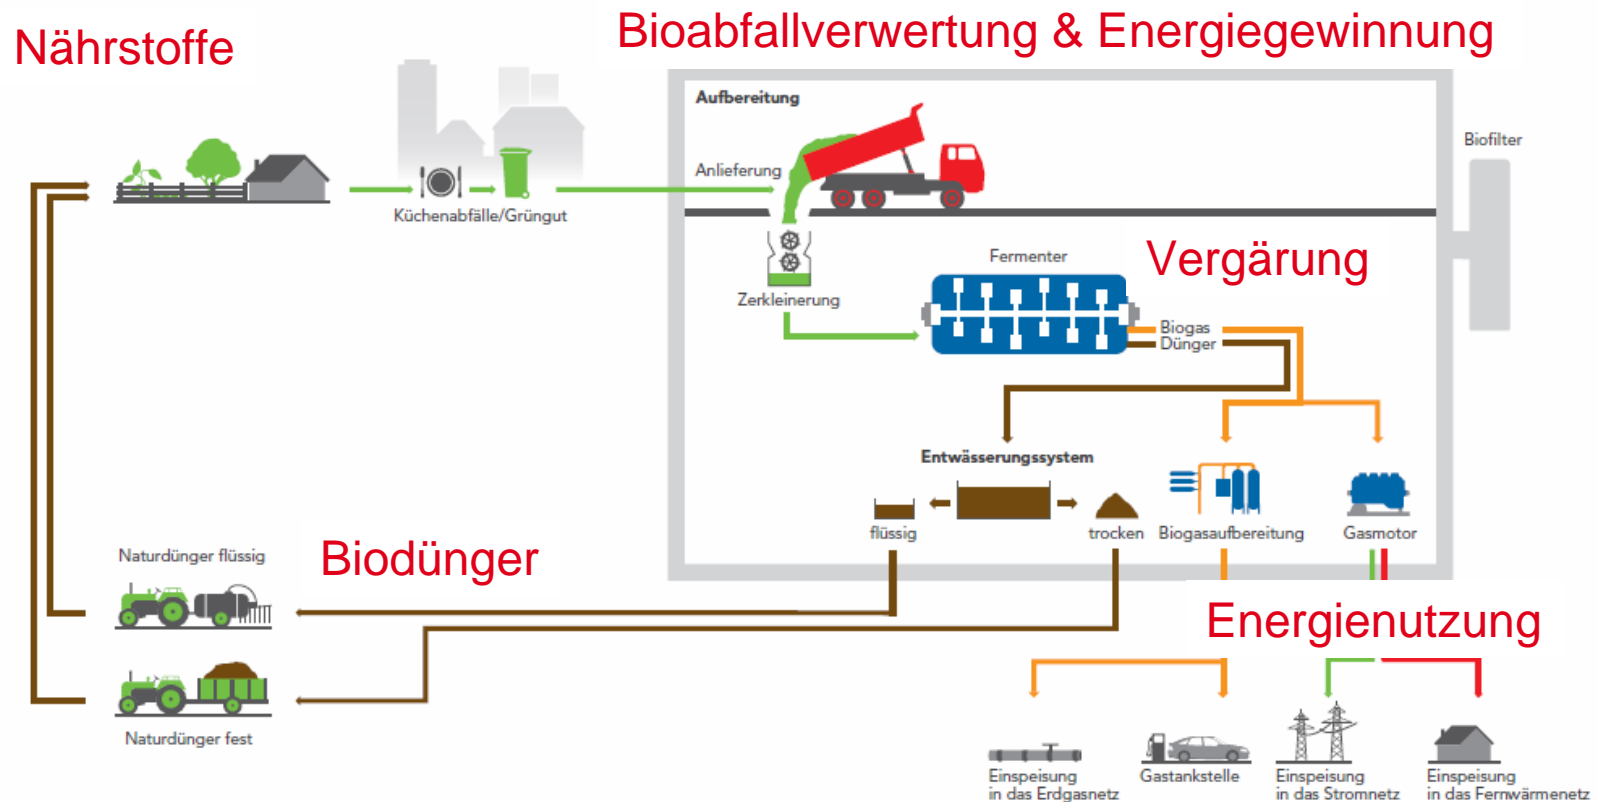 Nährstoffe
Bioabfallverwertung & Energiegewinnung
Aufbereitung
Biofilter
Anlieferung
Küchenabfälle/Grüngut
Zerkleinerung
Fermenter
Vergärung
Biogas
Dünger
Entwässerungssystem
flüssig
trocken
Biogasaufbereitung
Gasmotor
Naturdünger flüssig
Biodünger
Energienutzung
Naturdünger fest
Einspeisung
in das Erdgasnetz
Gastankstelle
Einspeisung
in das Stromnetz
Einspeisung
in das Fernwärmenetz